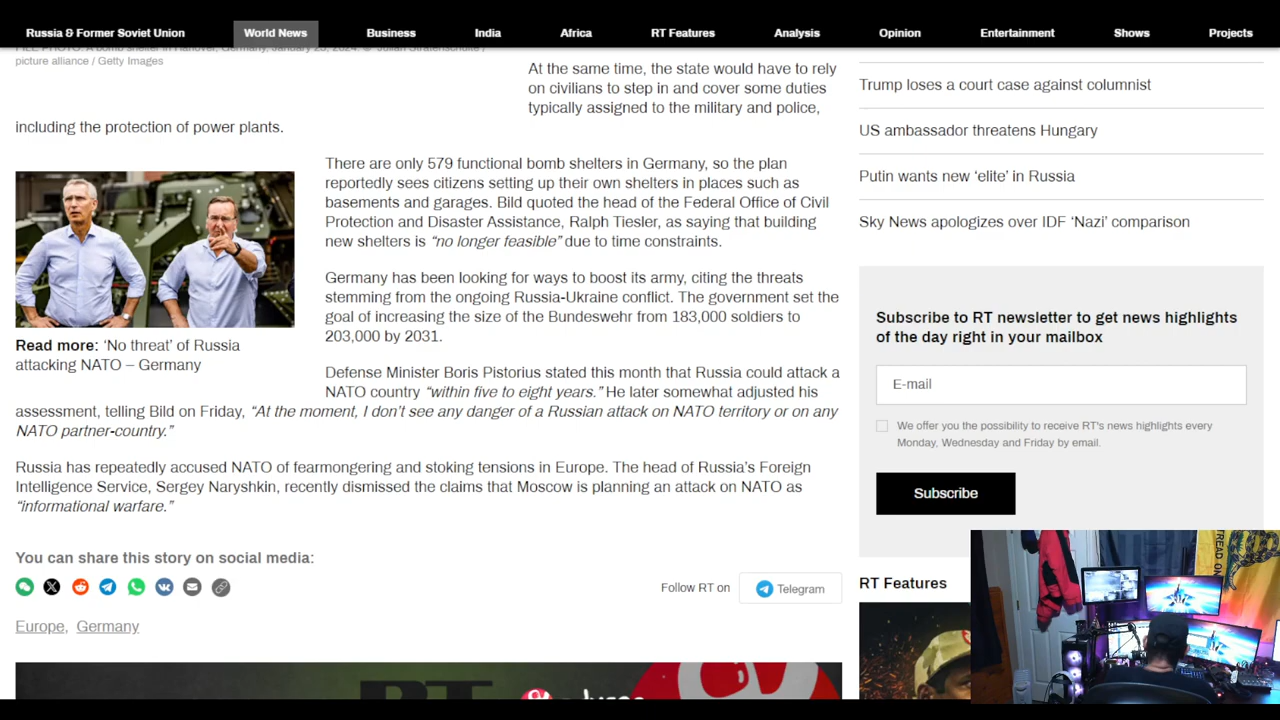 Russia & Former Soviet Union
World News
Business
India
Africa
RT Features
Analysis
Opinion
Entertainment
Shows
Projects
FILE PHOTO: A bomb shelter in Hanover, Germany, January 23, 2024. ©
picture alliance / Getty Images
At the same time, the state would have to rely
on civilians to step in and cover some duties
typically assigned to the military and police,
including the protection of power plants.
There are only 579 functional bomb shelters in Germany, so the plan
reportedly sees citizens setting up their own shelters in places such as
basements and garages. Bild quoted the head of the Federal Office of Civil
Protection and Disaster Assistance, Ralph Tiesler, as saying that building
new shelters is “no longer feasible” due to time constraints.
Read more: ‘No threat’ of Russia
attacking NATO – Germany
Germany has been looking for ways to boost its army, citing the threats
stemming from the ongoing Russia-Ukraine conflict. The government set the
goal of increasing the size of the Bundeswehr from 183,000 soldiers to
203,000 by 2031.
Defense Minister Boris Pistorius stated this month that Russia could attack a
NATO country “within five to eight years.” He later somewhat adjusted his
assessment, telling Bild on Friday, “At the moment, I don’t see any danger of a Russian attack on NATO territory or on any
NATO partner-country.”
Russia has repeatedly accused NATO of fearmongering and stoking tensions in Europe. The head of Russia’s Foreign
Intelligence Service, Sergey Naryshkin, recently dismissed the claims that Moscow is planning an attack on NATO as
“informational warfare.”
You can share this story on social media:
Follow RT on
Telegram
Europe, Germany
RT
Trump loses a court case against columnist
US ambassador threatens Hungary
Putin wants new ‘elite’ in Russia
Sky News apologizes over IDF ‘Nazi’ comparison
Subscribe to RT newsletter to get news highlights
of the day right in your mailbox
E-mail
We offer you the possibility to receive RT's news highlights every
Monday, Wednesday and Friday by email.
Subscribe
RT Features